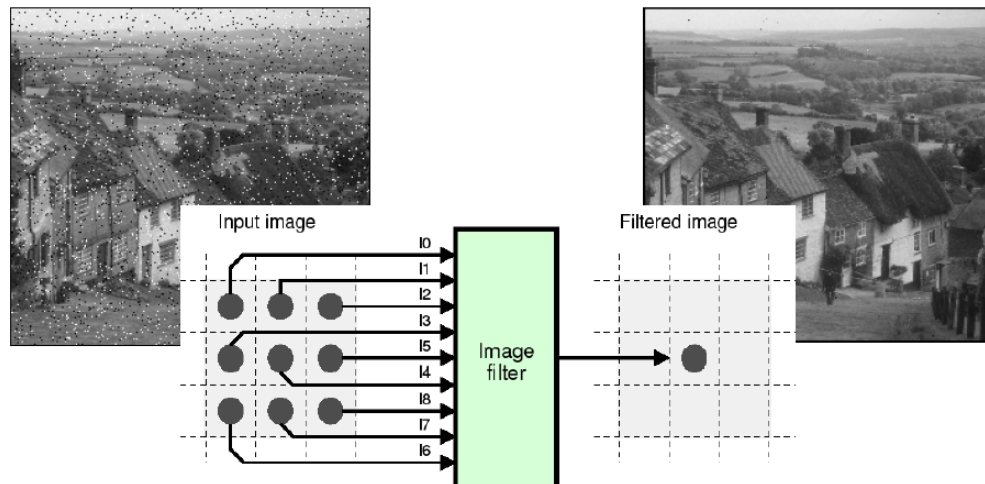 Input image
Filtered image
I0
I1
I2
I3
I5
I4
I8
I7
I6
Image
filter